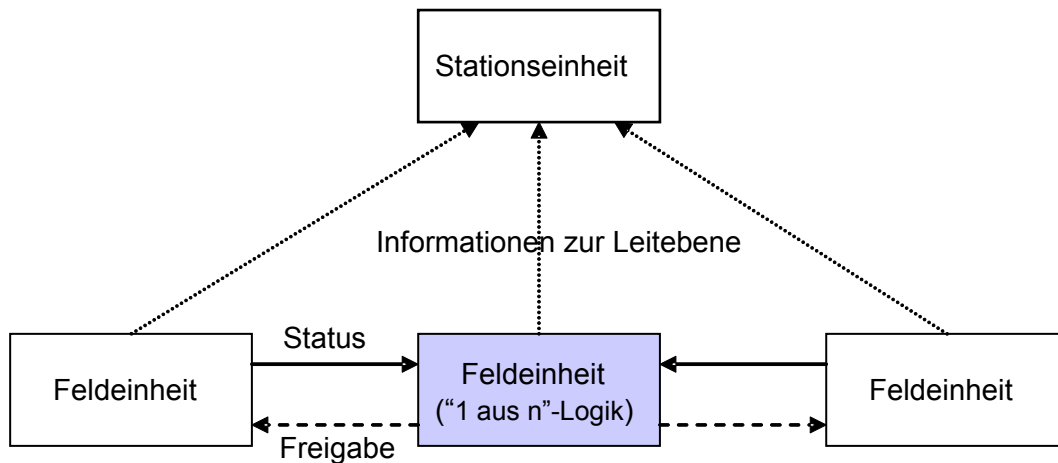 Stationseinheit
Informationen zur Leitebene
Status
Feldeinheit
Feldeinheit
(“1 aus n”-Logik)
Feldeinheit
Freigabe